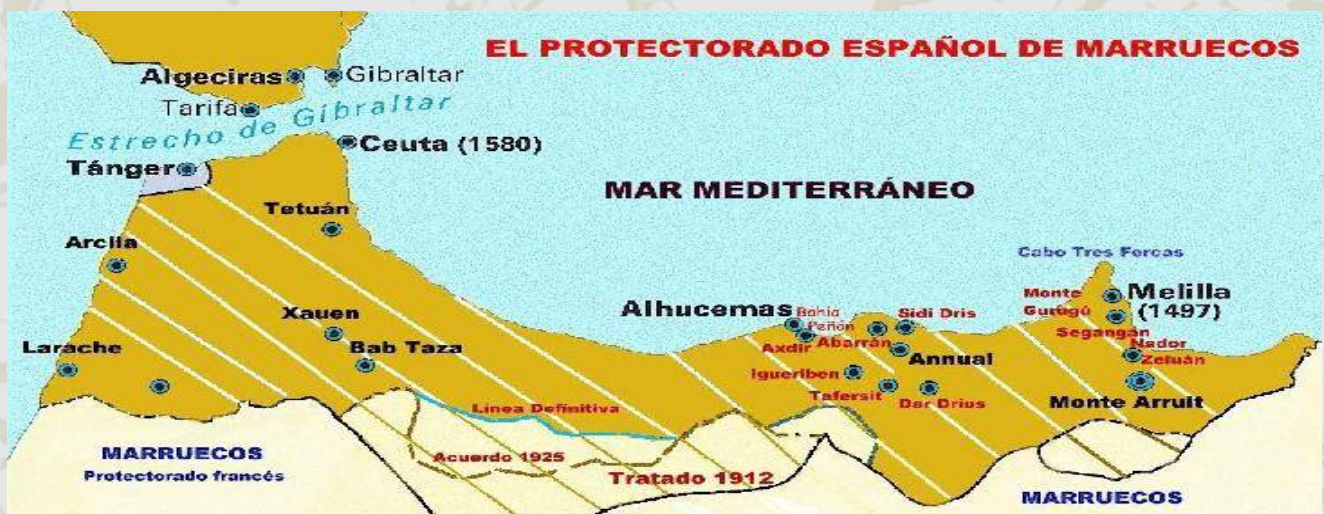 EL PROTECTORADO ESPAÑOL DE MARRUECOS
Algeciras
Gibraltar
Tarifa
Estrecho de Gibraltar
Ceuta (1580)
Tánger
MAR MEDITERRÁNEO
Tetuán
Arcila
Cabo Tres Forcas
Monte Gurugú
Melilla
(1497)
Alhucemas
Bahía
Peñón
Sidi Dris
Xauen
Segangán
Axdir
Abarrán
Nador
Bab Taza
Annual
Zeluán
Larache
Igueriben
Tafersit
Dar Drius
Monte Arruit
Linea Definitiva
MARRUECOS
Protectorado francés
Acuerdo 1925
Tratado 1912
MARRUECOS